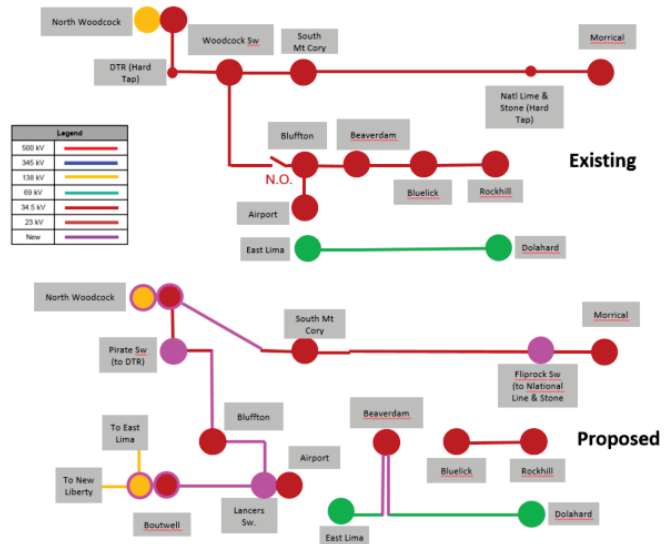 North Woodcock
Woodcock Sw
South
Mt Cory
Morrical
DTR (Hard
Tap)
Natl Lime &
Stone (Hard
Tap)
Legend
500 kV
345 kV
138 kV
69 kV
34.5 kV
23 kV
New
Bluffton
Beaverdam
Existing
N.O.
Bluelick
Rockhill
Airport
East Lima
Dolahard
North Woodcock
South Mt
Cory
Morrical
Pirate Sw
(to DTR)
Fliprock Sw
(to Nlational
Line & Stone
Bluffton
Beaverdam
To East
Lima
Airport
Proposed
Bluelick
Rockhill
To New
Liberty
Boutwell
Lancers
Sw.
East Lima
Dolahard